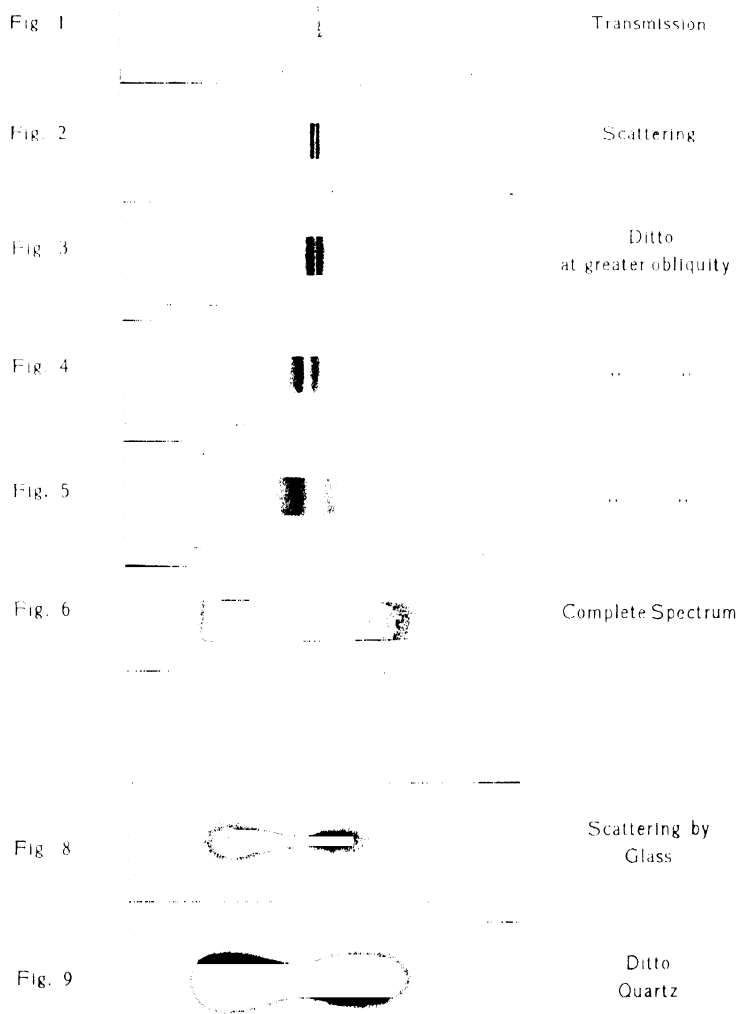 Fig 1
Transmission
Fig. 2
Scattering
Fig 3
Ditto
at greater obliquity
Fig. 4
" "
Fig. 5
" "
Fig. 6
Complete Spectrum
Fig 8
Scattering by
Glass
Fig. 9
Ditto
Quartz